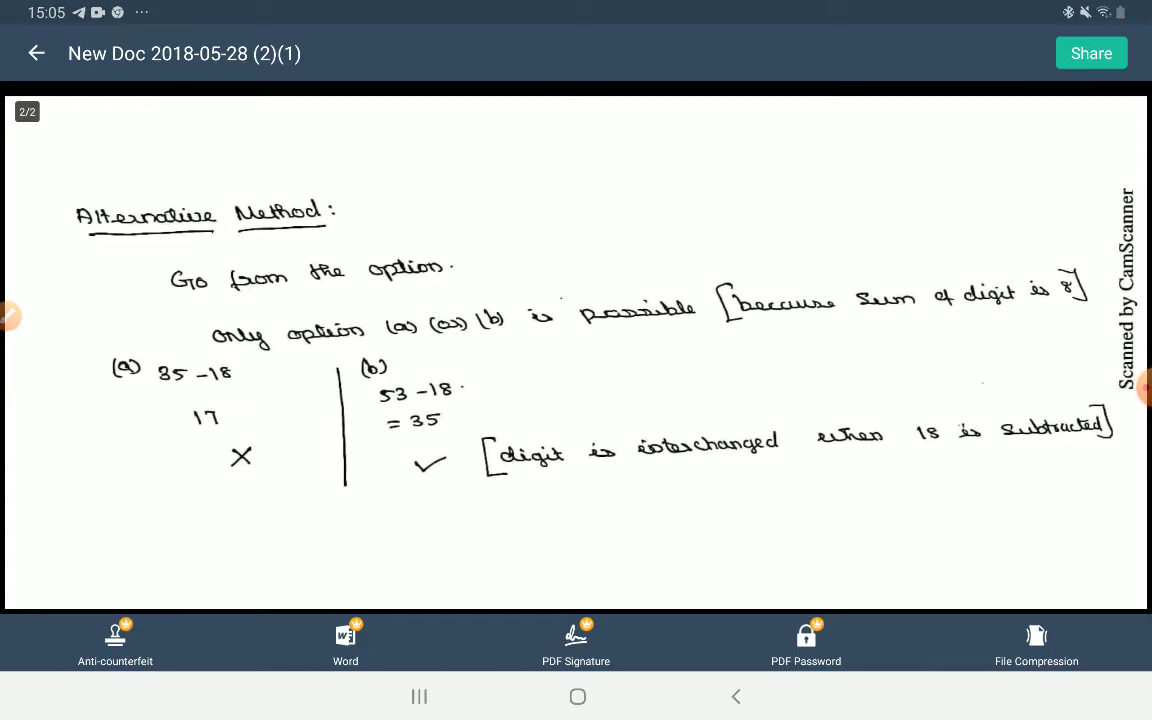 15:05
New Doc 2018-05-28 (2)(1)
Share
2/2
Alternative Method:
Go from the option.
Only option (a) (or) (b) is possible [because sum of digit is 8]
(a) 35 - 18
17
(b)
53 - 18
= 35
[digit is interchanged when 18 is subtracted]
Scanned by CamScanner
Anti-counterfeit
Word
PDF Signature
PDF Password
File Compression